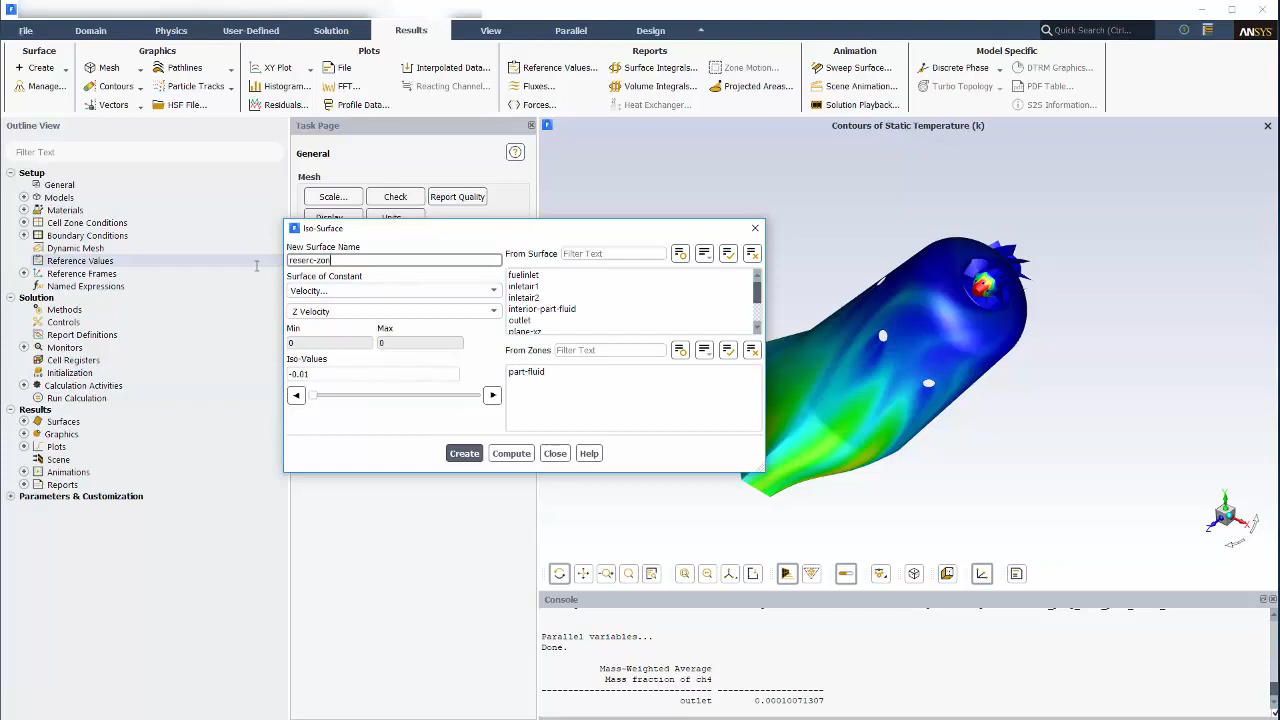 File Domain Physics User-Defined Solution Results View Parallel Design Quick Search (Ctrl... ANSYS
Surface Graphics Plots Reports Animation Model Specific
Create Mesh Pathlines XY Plot File Interpolated Data... Reference Values... Surface Integrals... Zone Motion... Sweep Surface... Discrete Phase DTRM Graphics...
Manage... Contours Particle Tracks Histogram... FFT... Reacting Channel... Fluxes... Volume Integrals... Projected Areas... Scene Animation... Turbo Topology PDF Table...
Vectors HSF File... Residuals... Profile Data... Forces... Heat Exchanger... Solution Playback... S2S Information...
Outline View
Filter Text
Setup
General
Models
Materials
Cell Zone Conditions
Boundary Conditions
Dynamic Mesh
Reference Values
Reference Frames
Named Expressions
Solution
Methods
Controls
Report Definitions
Monitors
Cell Registers
Initialization
Calculation Activities
Run Calculation
Results
Surfaces
Graphics
Plots
Scene
Animations
Reports
Parameters & Customization
Task Page
General
Mesh
Scale... Check Report Quality
Display... Units...
Iso-Surface
New Surface Name
reserc-zon
Surface of Constant
Velocity...
Z Velocity
Min Max
0 0
Iso-Values
-0.01
From Surface Filter Text
fuelinlet
inletair1
inletair2
interior-part-fluid
outlet
plane-xz
From Zones Filter Text
part-fluid
Create Compute Close Help
Contours of Static Temperature (k)
Y
Z X
Console
Parallel variables...
Done.
Mass-Weighted Average
Mass fraction of ch4
-------------------------------- --------------------
outlet 0.00010071307